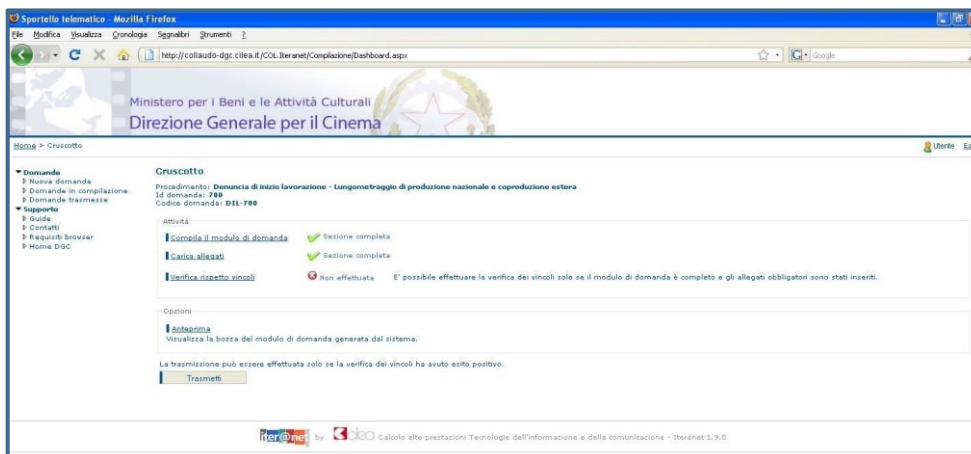 Sportello telematico - Mozilla Firefox
File Modifica Visualizza Cronologia Segnalibri Strumenti ?
http://collaudo-dgc.cilea.it/COL.Iteranet/Compilazione/Dashboard.aspx
Google
Ministero per i Beni e le Attività Culturali
Direzione Generale per il Cinema
Home > Cruscotto
Utente
Domande
Nuova domanda
Domande in compilazione
Domande trasmesse
Supporto
Guide
Contatti
Requisiti browser
Home DGC
Cruscotto
Procedimento: Denuncia di inizio lavorazione - Lungometraggio di produzione nazionale e coproduzione estera
Id domanda: 708
Codice domanda: DIL-708
Attività
Compila il modulo di domanda Sezione completa
Carica allegati Sezione completa
Verifica rispetto vincoli Non effettuata E' possibile effettuare la verifica dei vincoli solo se il modulo di domanda è completo e gli allegati obbligatori sono stati inseriti.
Opzioni
Anteprima
Visualizza la bozza del modulo di domanda generata dal sistema.
La trasmissione può essere effettuata solo se la verifica dei vincoli ha avuto esito positivo.
Trasmetti
iter@net by cilea Calcolo alte prestazioni Tecnologie dell'informazione e della comunicazione - Iteranet 1.9.0